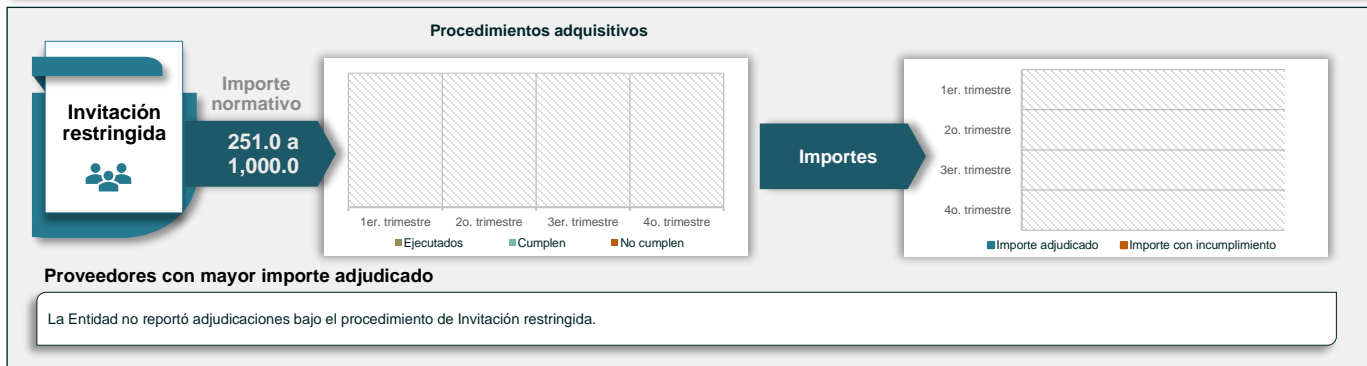 Procedimientos adquisitivos
Invitación
restringida
Importe
normativo
251.0 a
1,000.0
1er. trimestre 2o. trimestre 3er. trimestre 4o. trimestre
Ejecutados Cumplen No cumplen
Importes
1er. trimestre
2o. trimestre
3er. trimestre
4o. trimestre
Importe adjudicado Importe con incumplimiento
Proveedores con mayor importe adjudicado
La Entidad no reportó adjudicaciones bajo el procedimiento de Invitación restringida.